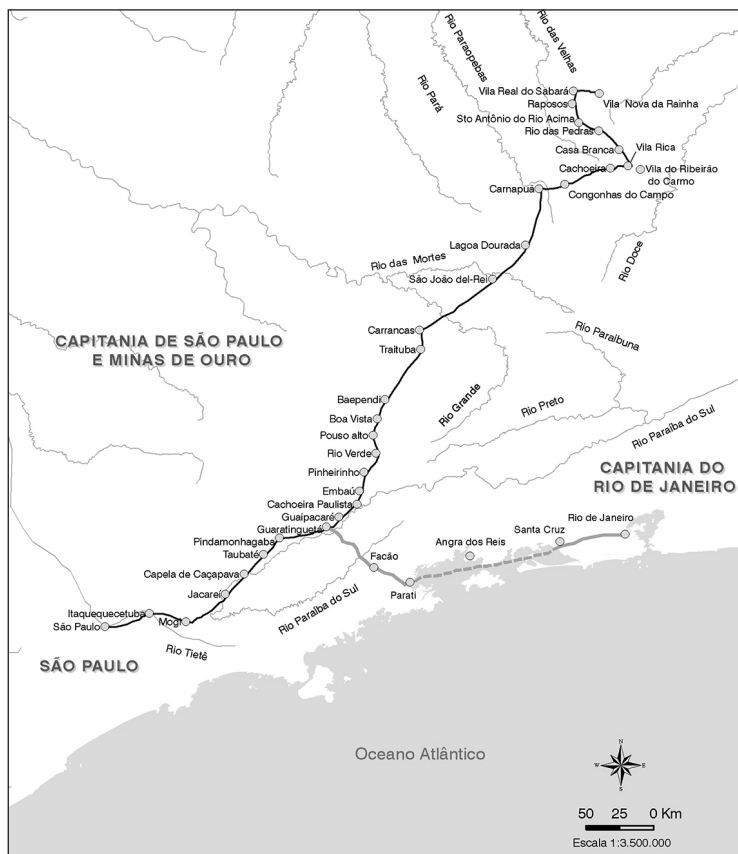 Rio das Velhas
Rio Paraopebas
Rio Pará
Vila Real do Sabará
Raposos
Vila Nova da Rainha
Sto Antônio do Rio Acima
Rio das Pedras
Casa Branca
Vila Rica
Cachoeira
Vila do Ribeirão
do Carmo
Carnapuã
Congonhas do Campo
Lagoa Dourada
Rio Doce
Rio das Mortes
São João del-Rei
Rio Paraibuna
Carrancas
CAPITANIA DE SÃO PAULO
E MINAS DE OURO
Traituba
Rio Grande
Baependi
Rio Preto
Boa Vista
Pouso alto
Rio Paraíba do Sul
Rio Verde
Pinheirinho
CAPITANIA DO
RIO DE JANEIRO
Embaú
Cachoeira Paulista
Guaipacaré
Guaratinguetá
Rio de Janeiro
Santa Cruz
Pindamonhagaba
Angra dos Reis
Taubaté
Facão
Capela de Caçapava
Parati
Jacareí
Rio Paraíba do Sul
Itaquequecetuba
Mogi
São Paulo
Rio Tietê
SÃO PAULO
Oceano Atlântico
N
W
E
S
50 25 0 Km
Escala 1:3.500.000